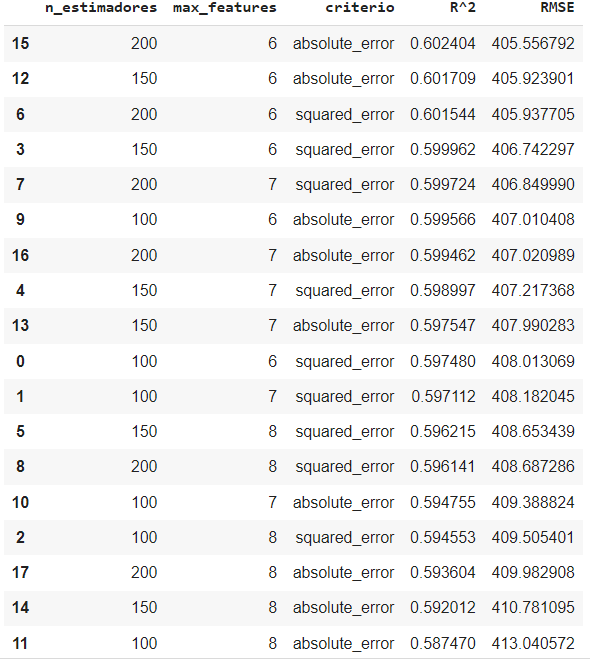 n_estimadores max_features criterio R^2 RMSE
15 200 6 absolute_error 0.602404 405.556792
12 150 6 absolute_error 0.601709 405.923901
6 200 6 squared_error 0.601544 405.937705
3 150 6 squared_error 0.599962 406.742297
7 200 7 squared_error 0.599724 406.849990
9 100 6 absolute_error 0.599566 407.010408
16 200 7 absolute_error 0.599462 407.020989
4 150 7 squared_error 0.598997 407.217368
13 150 7 absolute_error 0.597547 407.990283
0 100 6 squared_error 0.597480 408.013069
1 100 7 squared_error 0.597112 408.182045
5 150 8 squared_error 0.596215 408.653439
8 200 8 squared_error 0.596141 408.687286
10 100 7 absolute_error 0.594755 409.388824
2 100 8 squared_error 0.594553 409.505401
17 200 8 absolute_error 0.593604 409.982908
14 150 8 absolute_error 0.592012 410.781095
11 100 8 absolute_error 0.587470 413.040572